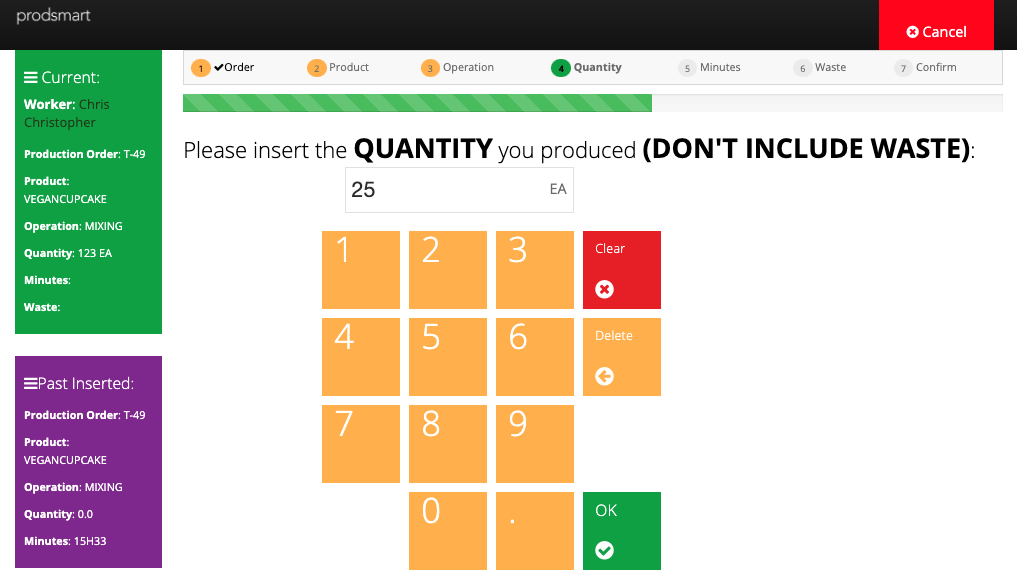 prodsmart
Cancel
Current:
Worker: Chris
Christopher
Production Order: T-49
Product:
VEGANCUPCAKE
Operation: MIXING
Quantity: 123 EA
Minutes:
Waste:
Past Inserted:
Production Order: T-49
Product:
VEGANCUPCAKE
Operation: MIXING
Quantity: 0.0
Minutes: 15H33
1 Order 2 Product 3 Operation 4 Quantity 5 Minutes 6 Waste 7 Confirm
Please insert the QUANTITY you produced (DON'T INCLUDE WASTE):
25 EA
1 2 3 Clear
4 5 6 Delete
7 8 9
0 . OK